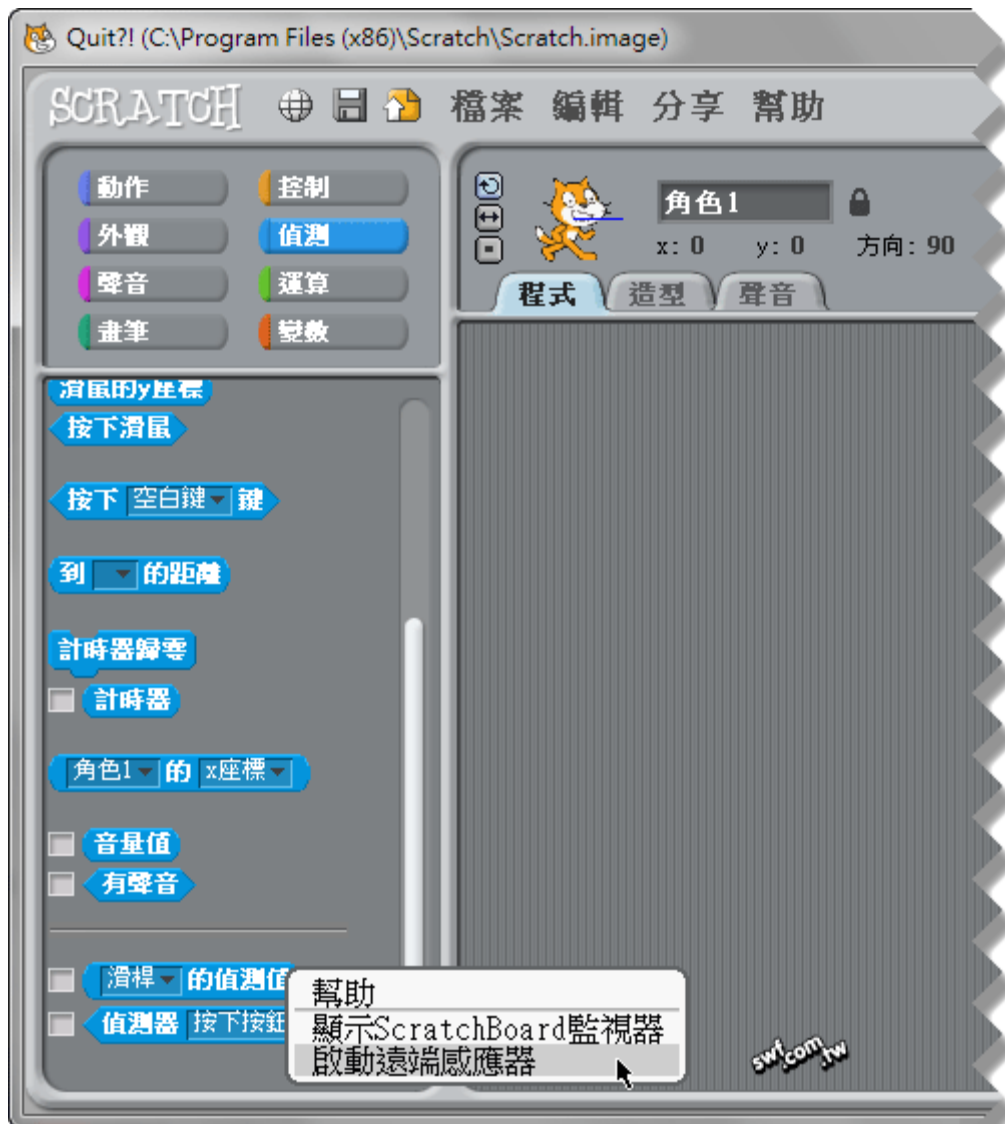 Quit?! (C:\Program Files (x86)\Scratch\Scratch.image)
SCRATCH 檔案 編輯 分享 幫助
動作 控制
外觀 偵測
聲音 運算
畫筆 變數
角色1
x: 0 y: 0 方向: 90
程式 造型 聲音
滑鼠的y座標
按下滑鼠
按下 空白鍵 鍵
到 的距離
計時器歸零
計時器
角色1 的 x座標
音量值
有聲音
滑桿 的偵測值
偵測器 按下按鈕
幫助
顯示ScratchBoard監視器
啟動遠端感應器
swf.com.tw